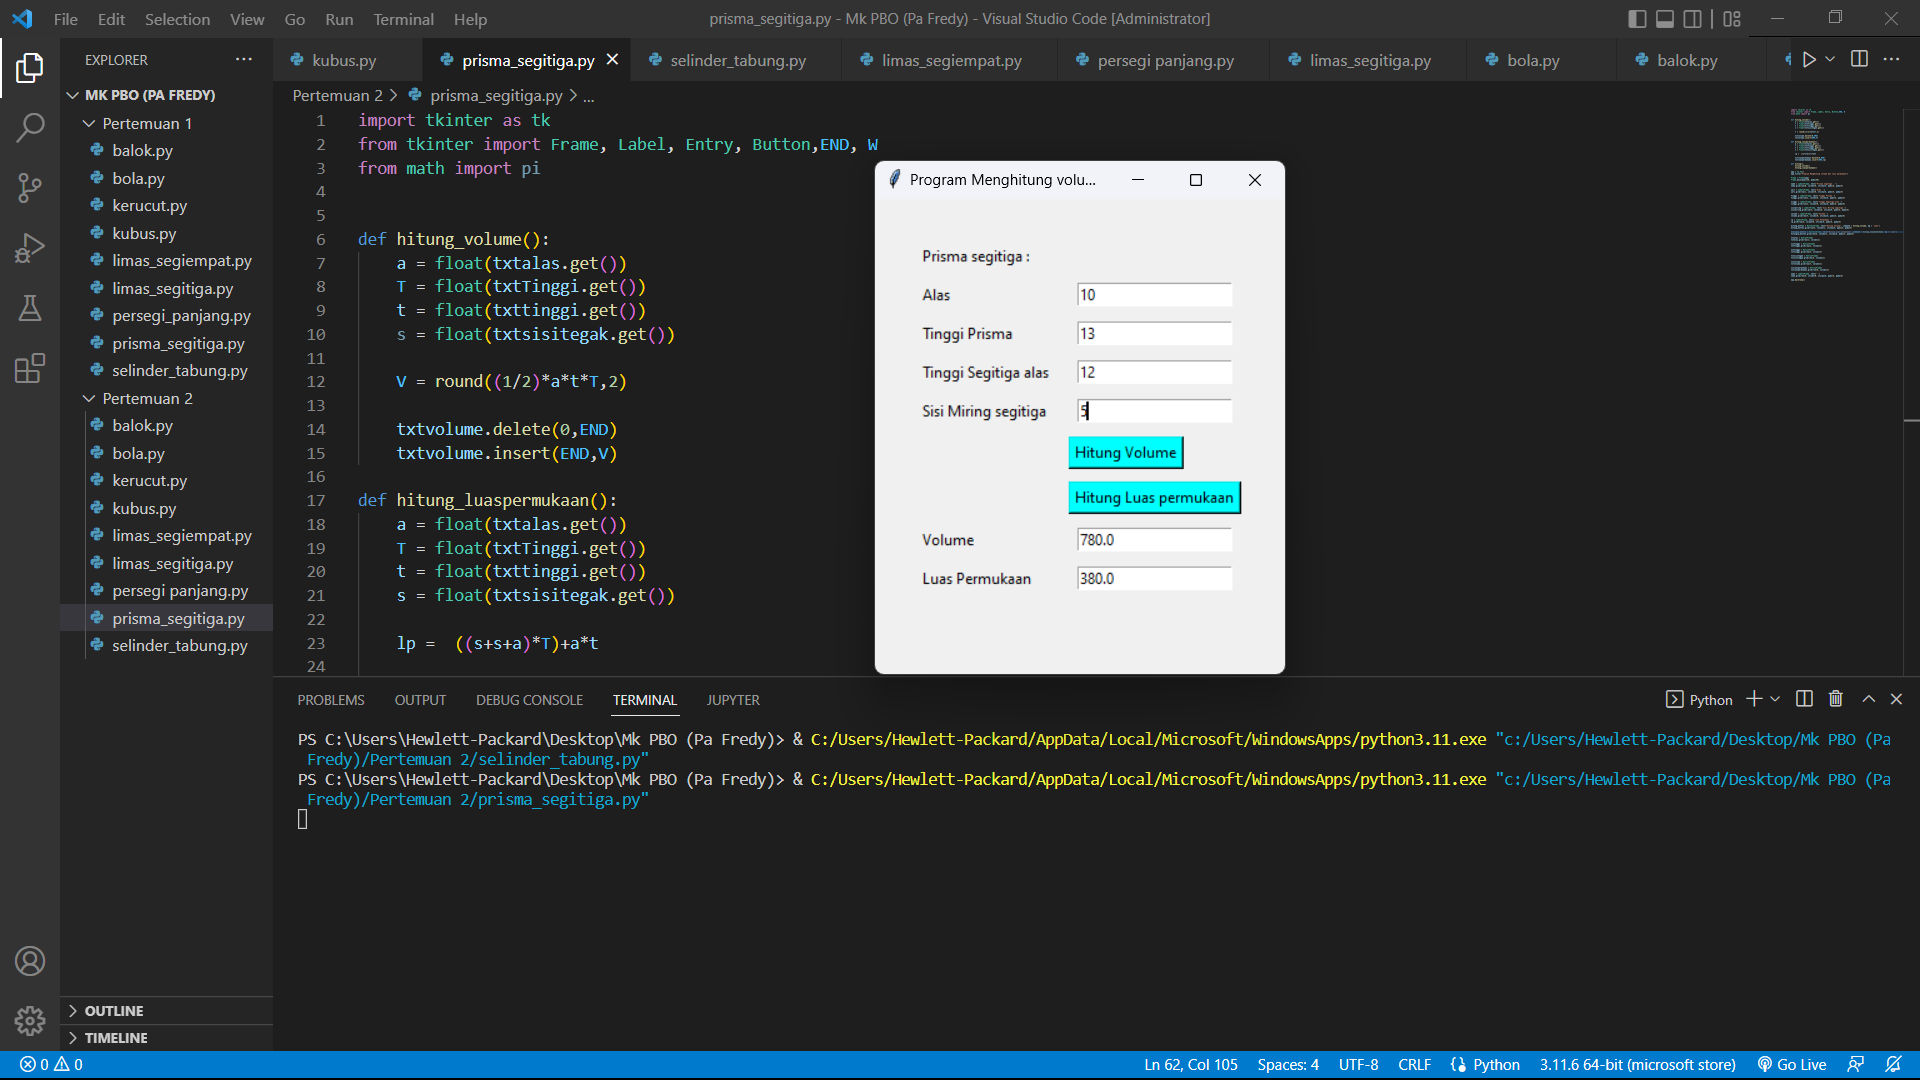 File Edit Selection View Go Run Terminal Help
prisma_segitiga.py - Mk PBO (Pa Fredy) - Visual Studio Code [Administrator]
EXPLORER
MK PBO (PA FREDY)
Pertemuan 1
balok.py
bola.py
kerucut.py
kubus.py
limas_segiempat.py
limas_segitiga.py
persegi_panjang.py
prisma_segitiga.py
selinder_tabung.py
Pertemuan 2
balok.py
bola.py
kerucut.py
kubus.py
limas_segiempat.py
limas_segitiga.py
persegi panjang.py
prisma_segitiga.py
selinder_tabung.py
OUTLINE
TIMELINE
kubus.py prisma_segitiga.py selinder_tabung.py limas_segiempat.py persegi panjang.py limas_segitiga.py bola.py balok.py
Pertemuan 2 > prisma_segitiga.py > ...
1 import tkinter as tk
2 from tkinter import Frame, Label, Entry, Button,END, W
3 from math import pi
4
5
6 def hitung_volume():
7 a = float(txtalas.get())
8 T = float(txtTinggi.get())
9 t = float(txttinggi.get())
10 s = float(txtsisitegak.get())
11
12 V = round((1/2)*a*t*T,2)
13
14 txtvolume.delete(0,END)
15 txtvolume.insert(END,V)
16
17 def hitung_luaspermukaan():
18 a = float(txtalas.get())
19 T = float(txtTinggi.get())
20 t = float(txttinggi.get())
21 s = float(txtsisitegak.get())
22
23 lp = ((s+s+a)*T)+a*t
24
Program Menghitung volu...
Prisma segitiga :
Alas 10
Tinggi Prisma 13
Tinggi Segitiga alas 12
Sisi Miring segitiga 5
Hitung Volume
Hitung Luas permukaan
Volume 780.0
Luas Permukaan 380.0
PROBLEMS OUTPUT DEBUG CONSOLE TERMINAL JUPYTER
Python
PS C:\Users\Hewlett-Packard\Desktop\Mk PBO (Pa Fredy)> & C:/Users/Hewlett-Packard/AppData/Local/Microsoft/WindowsApps/python3.11.exe "c:/Users/Hewlett-Packard/Desktop/Mk PBO (Pa
Fredy)/Pertemuan 2/selinder_tabung.py"
PS C:\Users\Hewlett-Packard\Desktop\Mk PBO (Pa Fredy)> & C:/Users/Hewlett-Packard/AppData/Local/Microsoft/WindowsApps/python3.11.exe "c:/Users/Hewlett-Packard/Desktop/Mk PBO (Pa
Fredy)/Pertemuan 2/prisma_segitiga.py"
0 0
Ln 62, Col 105 Spaces: 4 UTF-8 CRLF Python 3.11.6 64-bit (microsoft store) Go Live